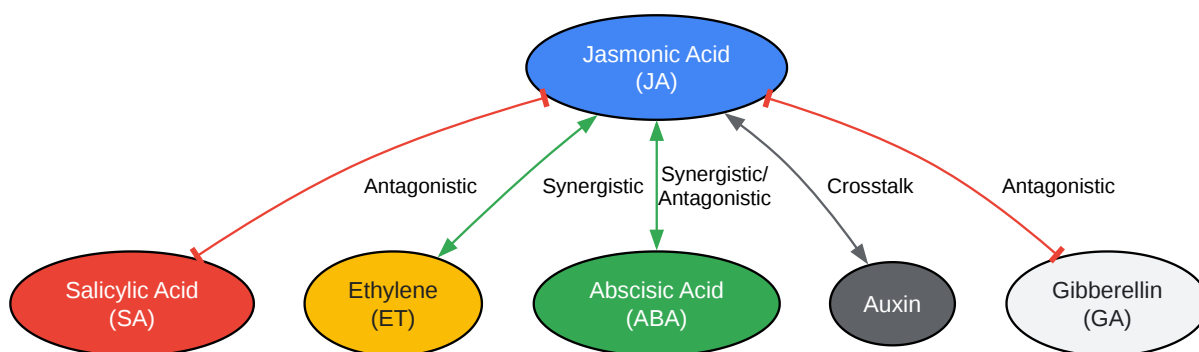 Jasmonic Acid
(JA)
Antagonistic
Synergistic
Synergistic/
Antagonistic
Crosstalk
Antagonistic
Salicylic Acid
(SA)
Ethylene
(ET)
Abscisic Acid
(ABA)
Auxin
Gibberellin
(GA)